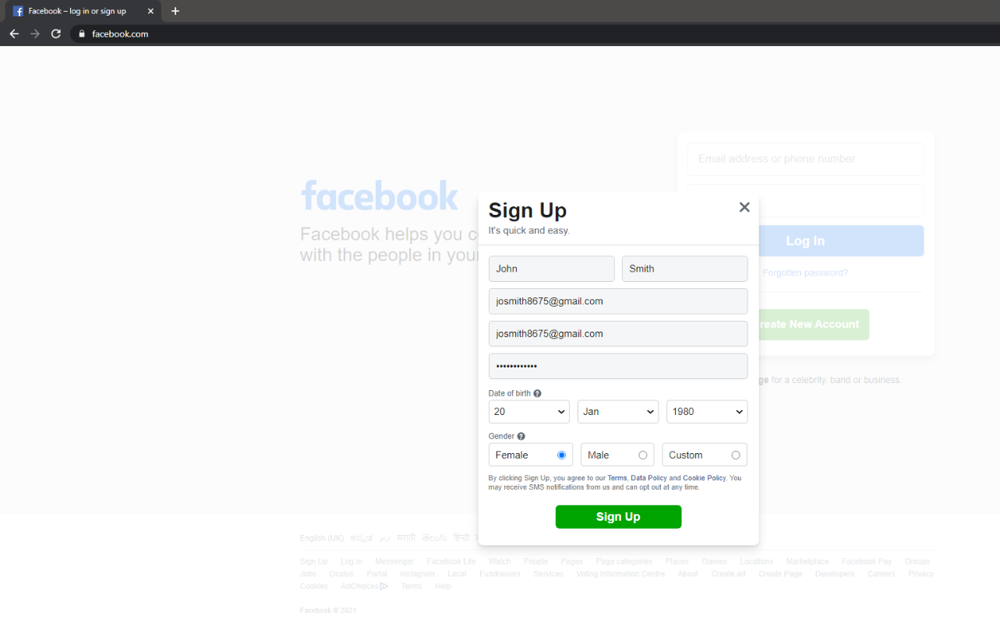 Facebook – log in or sign up
facebook.com
Email address or phone number
facebook
Sign Up
It's quick and easy.
Facebook helps you
with the people in your
Log In
John Smith
Forgotten password?
josmith8675@gmail.com
reate New Account
josmith8675@gmail.com
••••••••••••
for a celebrity, band or business.
Date of birth
20 Jan 1980
Gender
Female Male Custom
By clicking Sign Up, you agree to our Terms, Data Policy and Cookie Policy. You
may receive SMS notifications from us and can opt out at any time.
Sign Up
English (UK) ಕನ್ನಡ اردو मराठी తెలుగు हिन्दी
Sign Up Log In Messenger Facebook Lite Watch People Pages Page categories Places Games Locations Marketplace Facebook Pay Groups
Jobs Oculus Portal Instagram Local Fundraisers Services Voting Information Centre About Create ad Create Page Developers Careers Privacy
Cookies AdChoices Terms Help
Facebook © 2021